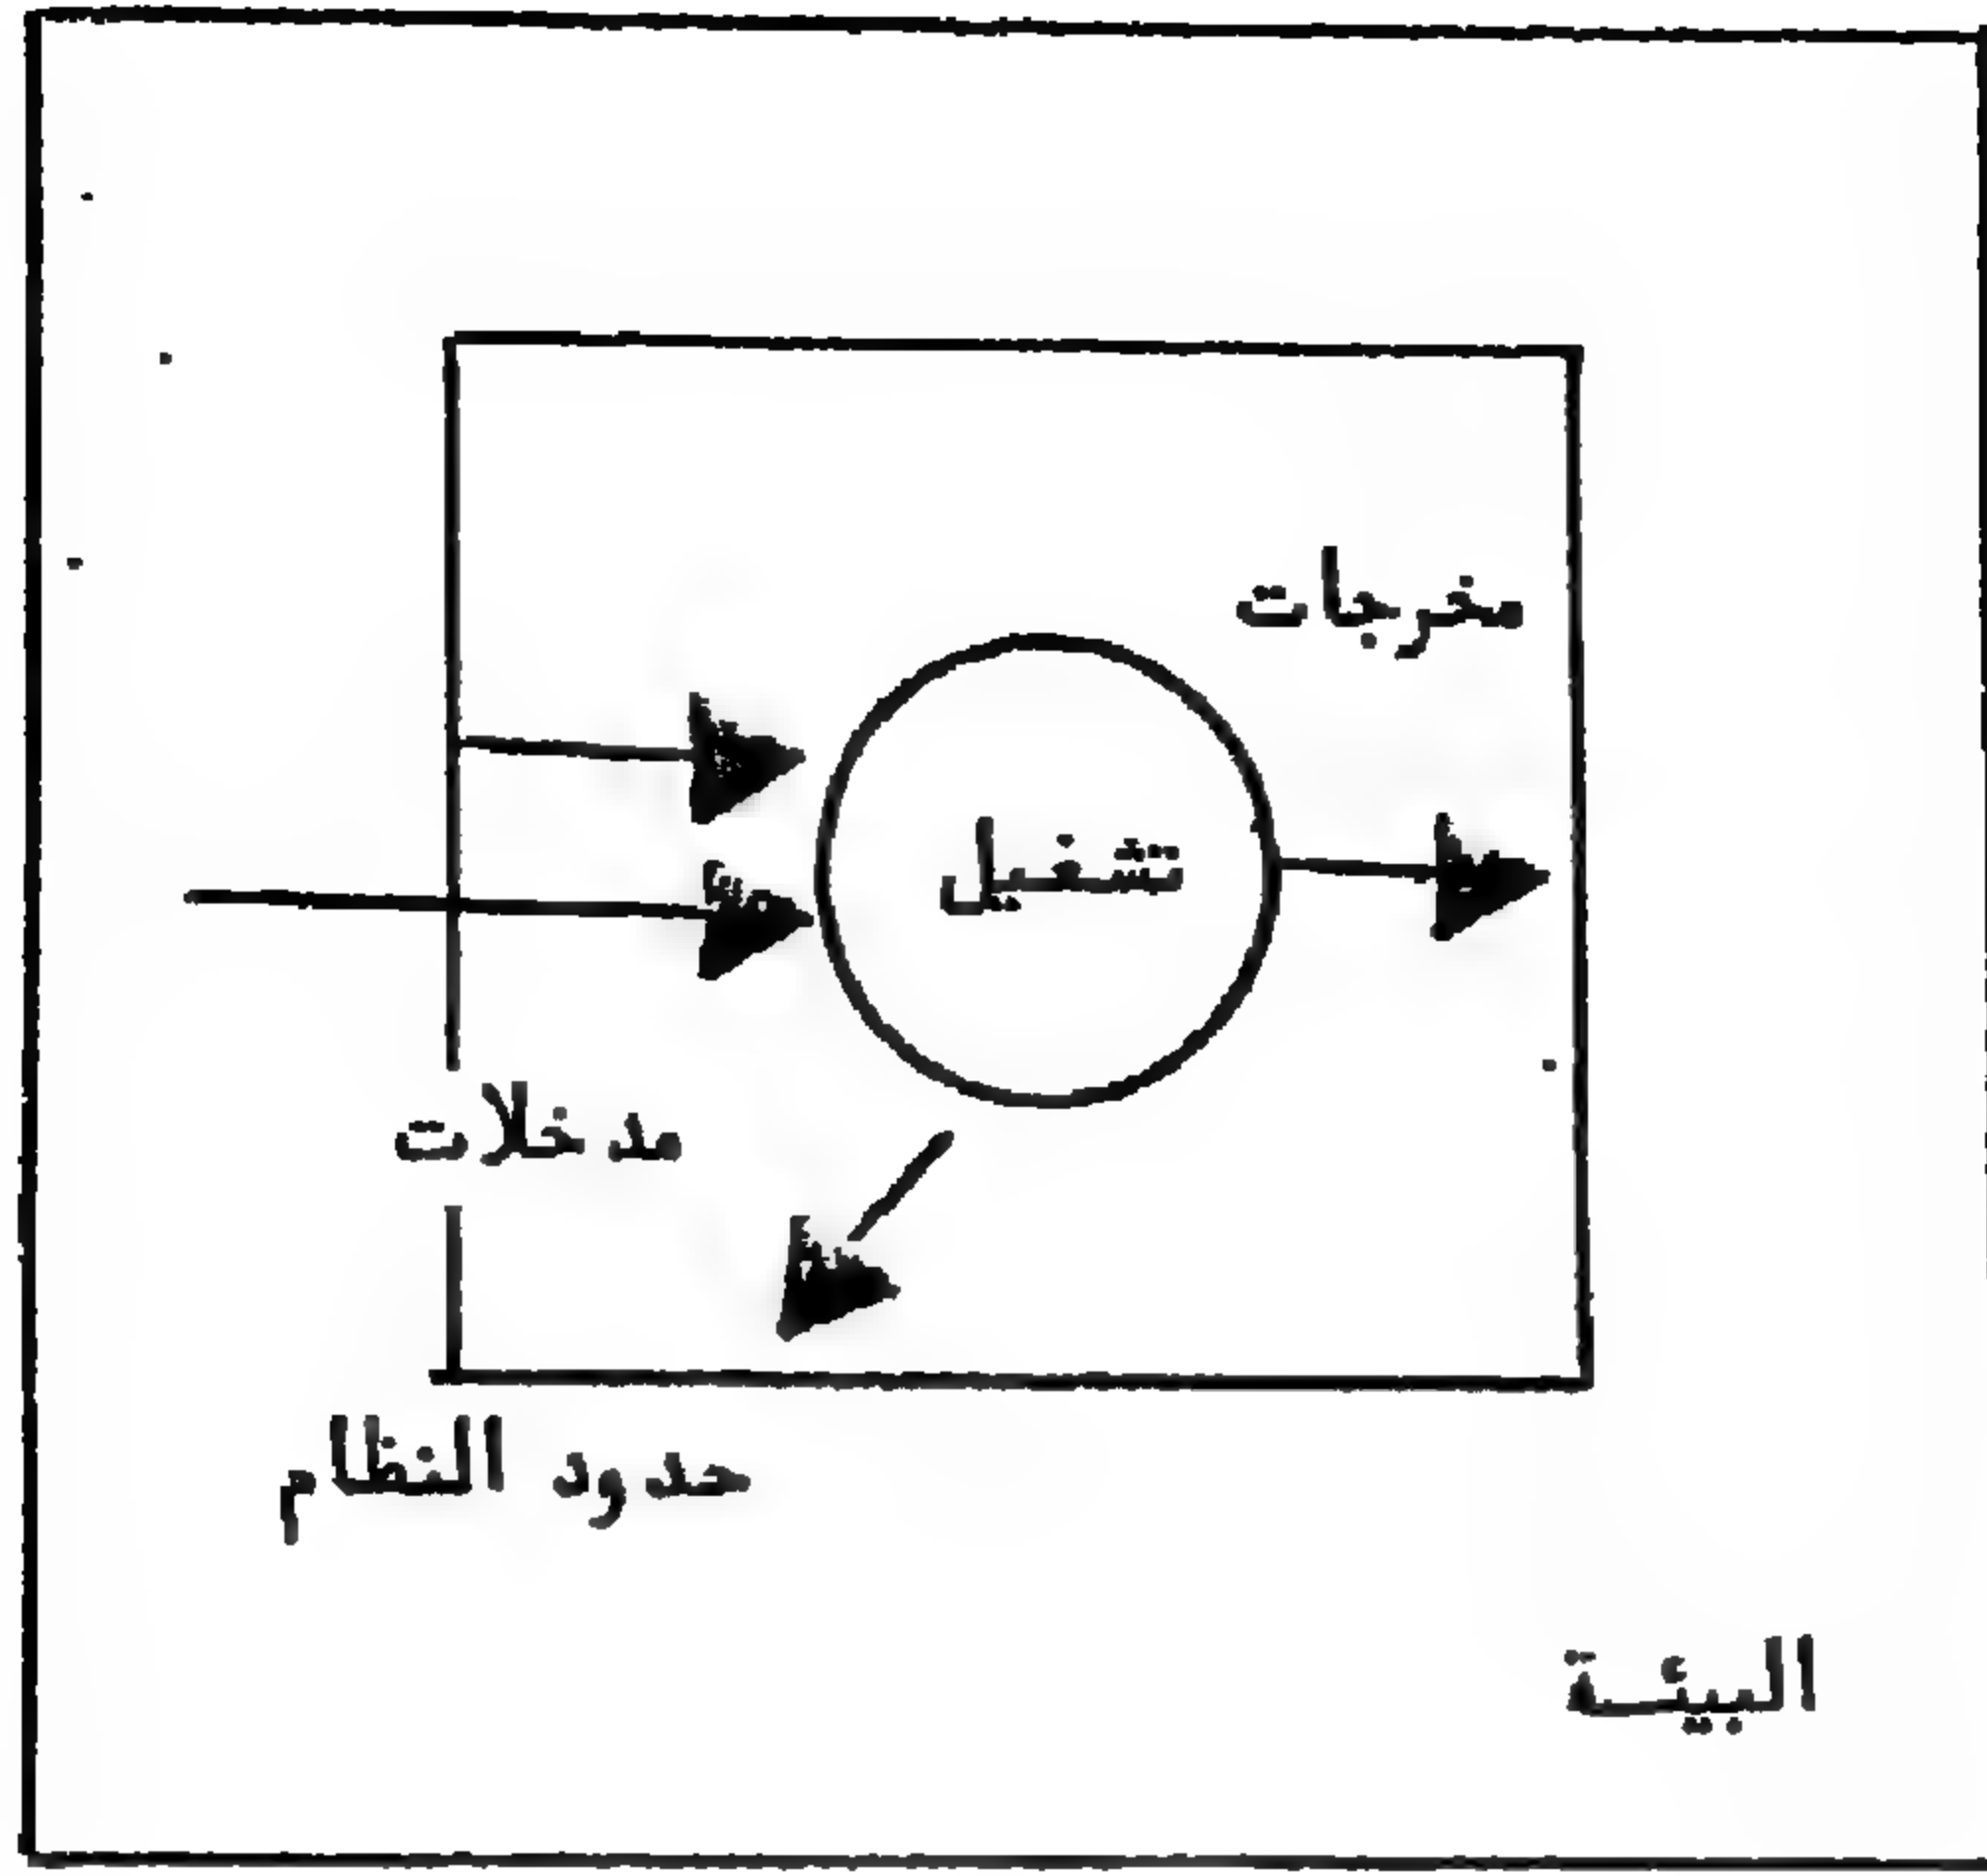 مخرجات
تشغيل
مدخلات
حدود النظام
البيئة